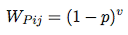 W_{Pij} = (1 − p)^v